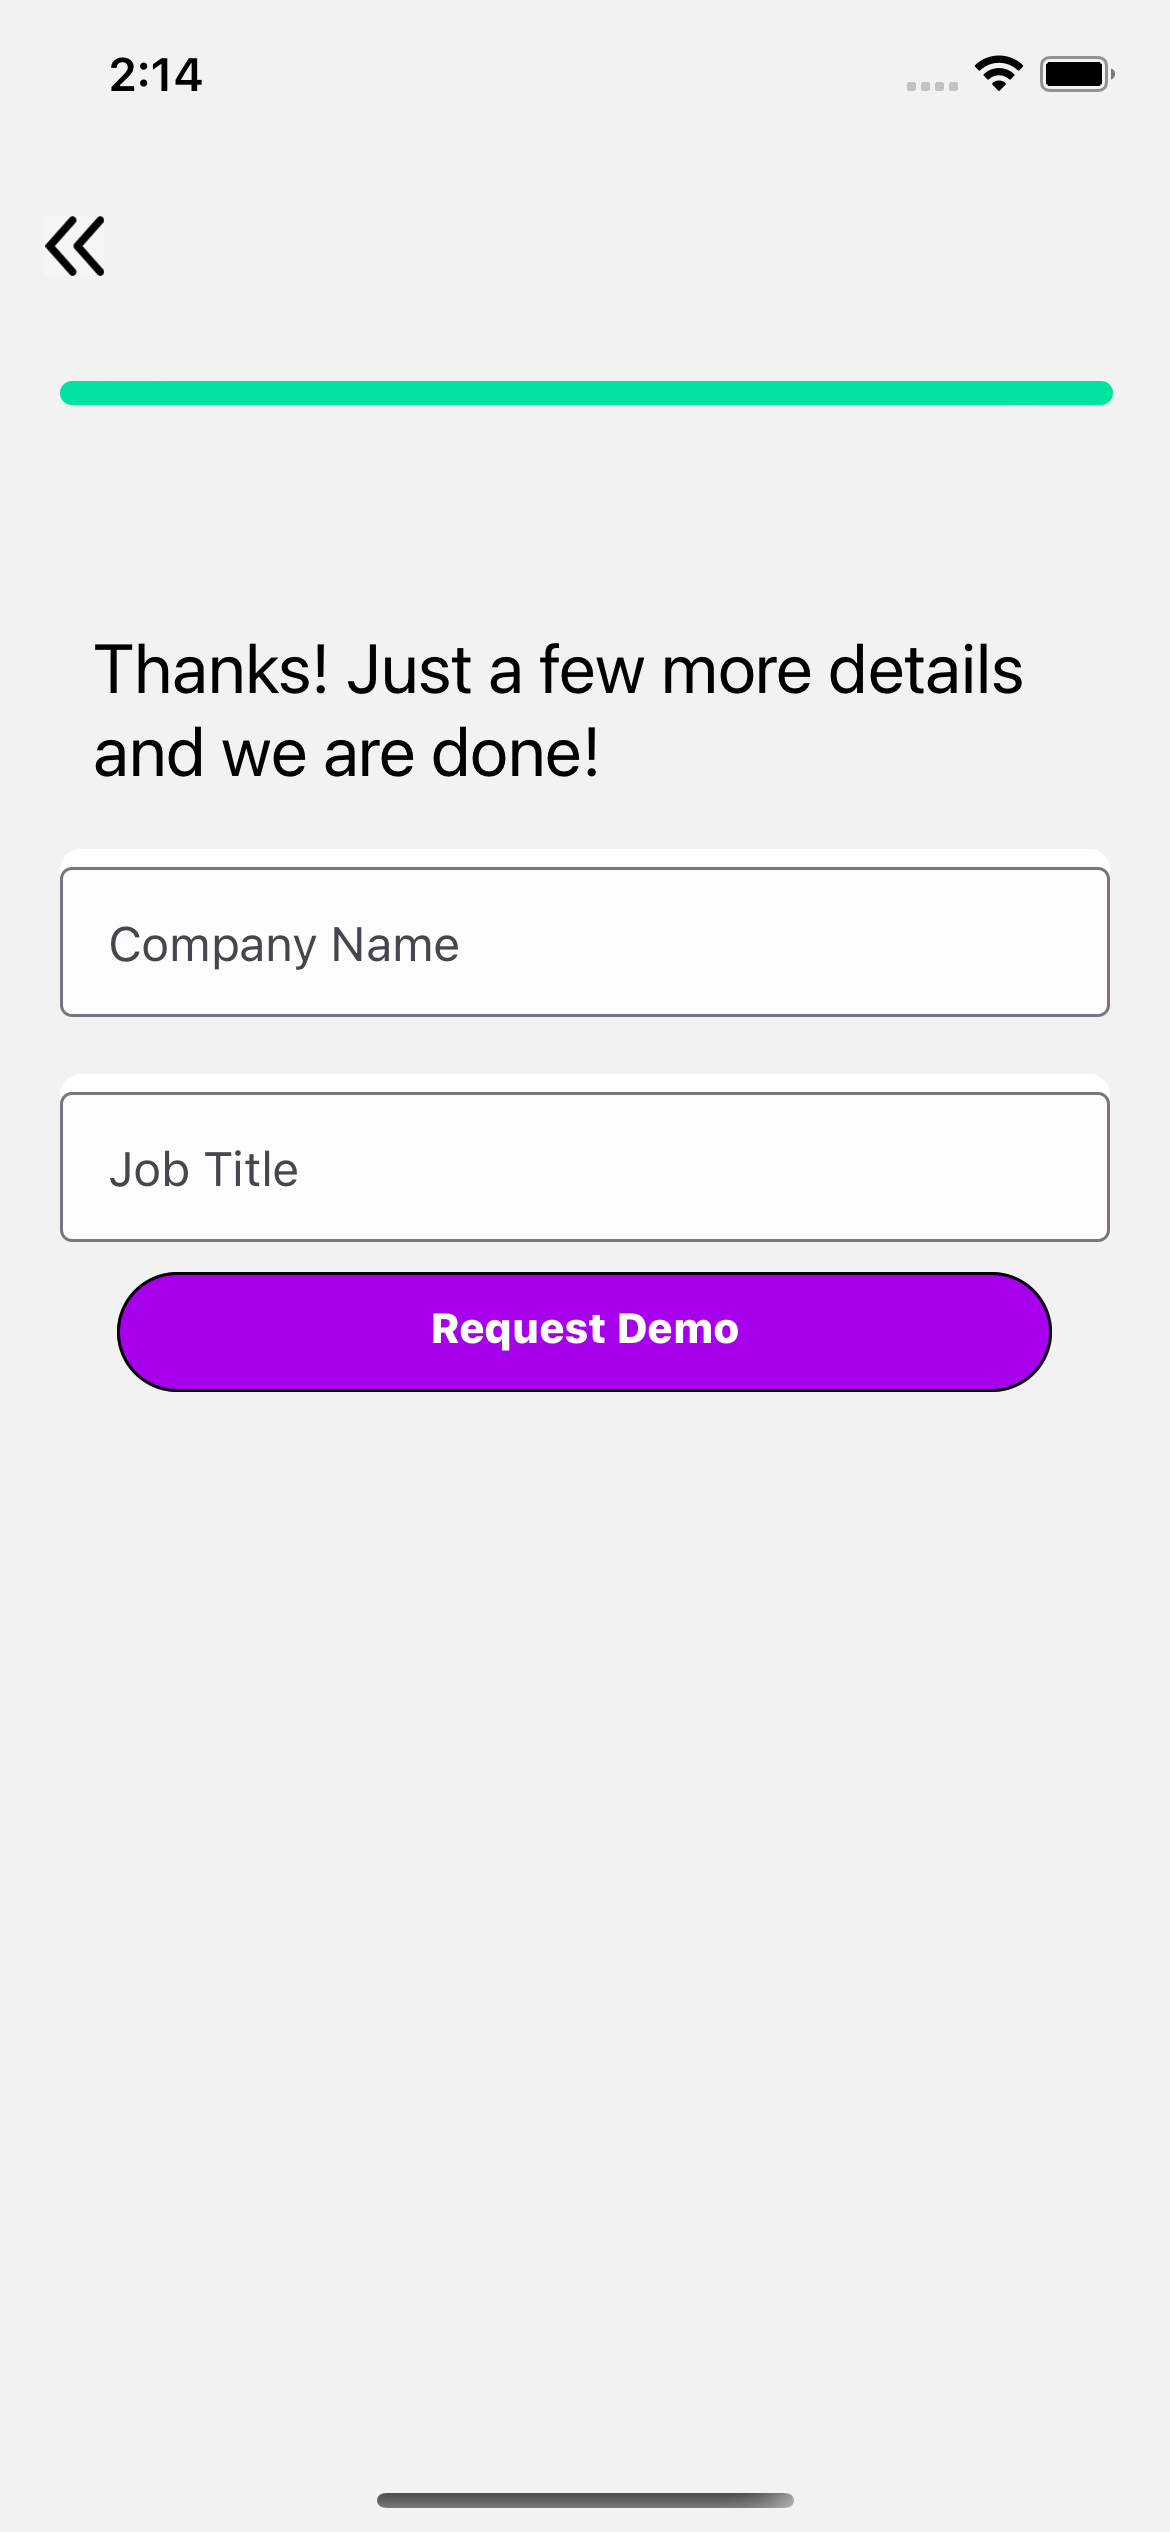 2:14
Thanks! Just a few more details
and we are done!
Company Name
Job Title
Request Demo